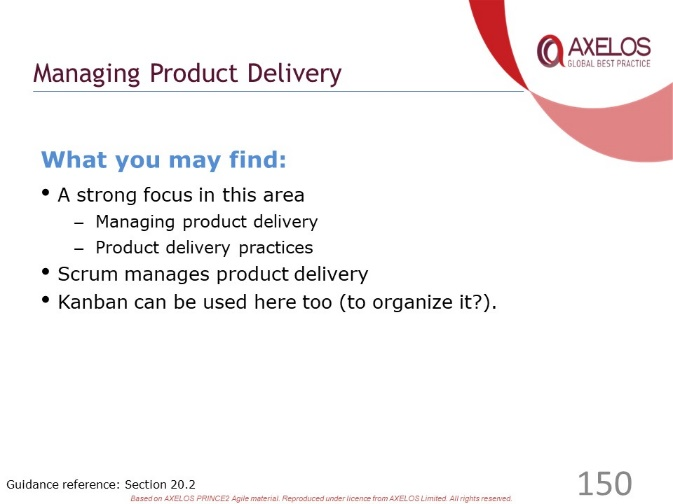 AXELOS
GLOBAL BEST PRACTICE
Managing Product Delivery
What you may find:
• A strong focus in this area
– Managing product delivery
– Product delivery practices
• Scrum manages product delivery
• Kanban can be used here too (to organize it?).
Guidance reference: Section 20.2
150
Based on AXELOS PRINCE2 Agile material. Reproduced under licence from AXELOS Limited. All rights reserved.